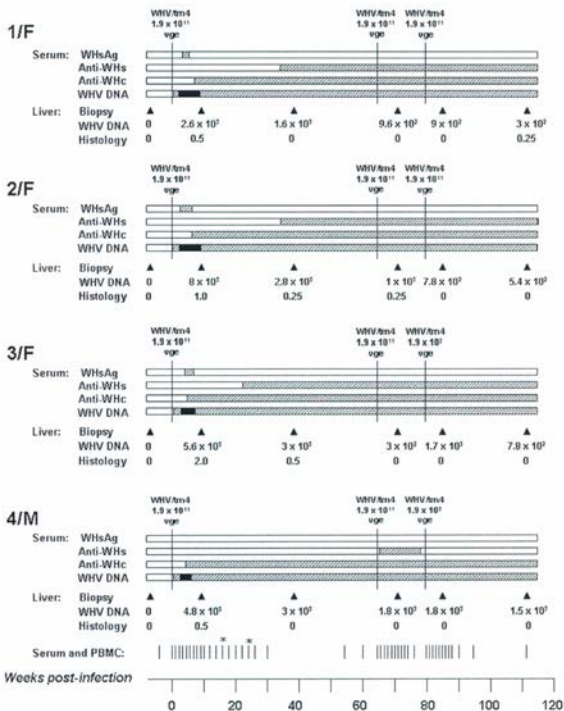 1/F
WHV/tm4 WHV/tm4 WHV/tm4
1.9 x 10¹¹ 1.9 x 10¹¹ 1.9 x 10¹¹
vge vge vge
Serum: WHsAg
Anti-WHs
Anti-WHc
WHV DNA
Liver: Biopsy
WHV DNA 0 2.6 x 10³ 1.6 x 10³ 9.6 x 10² 9 x 10² 3 x 10²
Histology 0 0.5 0 0 0 0.25
2/F
WHV/tm4 WHV/tm4 WHV/tm4
1.9 x 10¹¹ 1.9 x 10¹¹ 1.9 x 10¹¹
vge vge vge
Serum: WHsAg
Anti-WHs
Anti-WHc
WHV DNA
Liver: Biopsy
WHV DNA 0 8 x 10³ 2.8 x 10³ 1 x 10³ 7.8 x 10² 5.4 x 10²
Histology 0 1.0 0.25 0.25 0 0
3/F
WHV/tm4 WHV/tm4 WHV/tm4
1.9 x 10¹¹ 1.9 x 10¹¹ 1.9 x
vge vge vge
Serum: WHsAg
Anti-WHs
Anti-WHc
WHV DNA
Liver: Biopsy
WHV DNA 0 5.6 x 10³ 3 x 10³ 3 x 10³ 1.7 x 10³ 7.8 x 10²
Histology 0 2.0 0.5 0 0 0
4/M
WHV/tm4 WHV/tm4 WHV/tm4
1.9 x 10¹¹ 1.9 x 10¹¹ 1.9 x
vge vge vge
Serum: WHsAg
Anti-WHs
Anti-WHc
WHV DNA
Liver: Biopsy
WHV DNA 0 4.8 x 10³ 3 x 10³ 1.8 x 10³ 1.8 x 10³ 1.5 x 10³
Histology 0 0.5 0 0 0 0
* *
Serum and PBMC:
Weeks post-infection
0 20 40 60 80 100 120